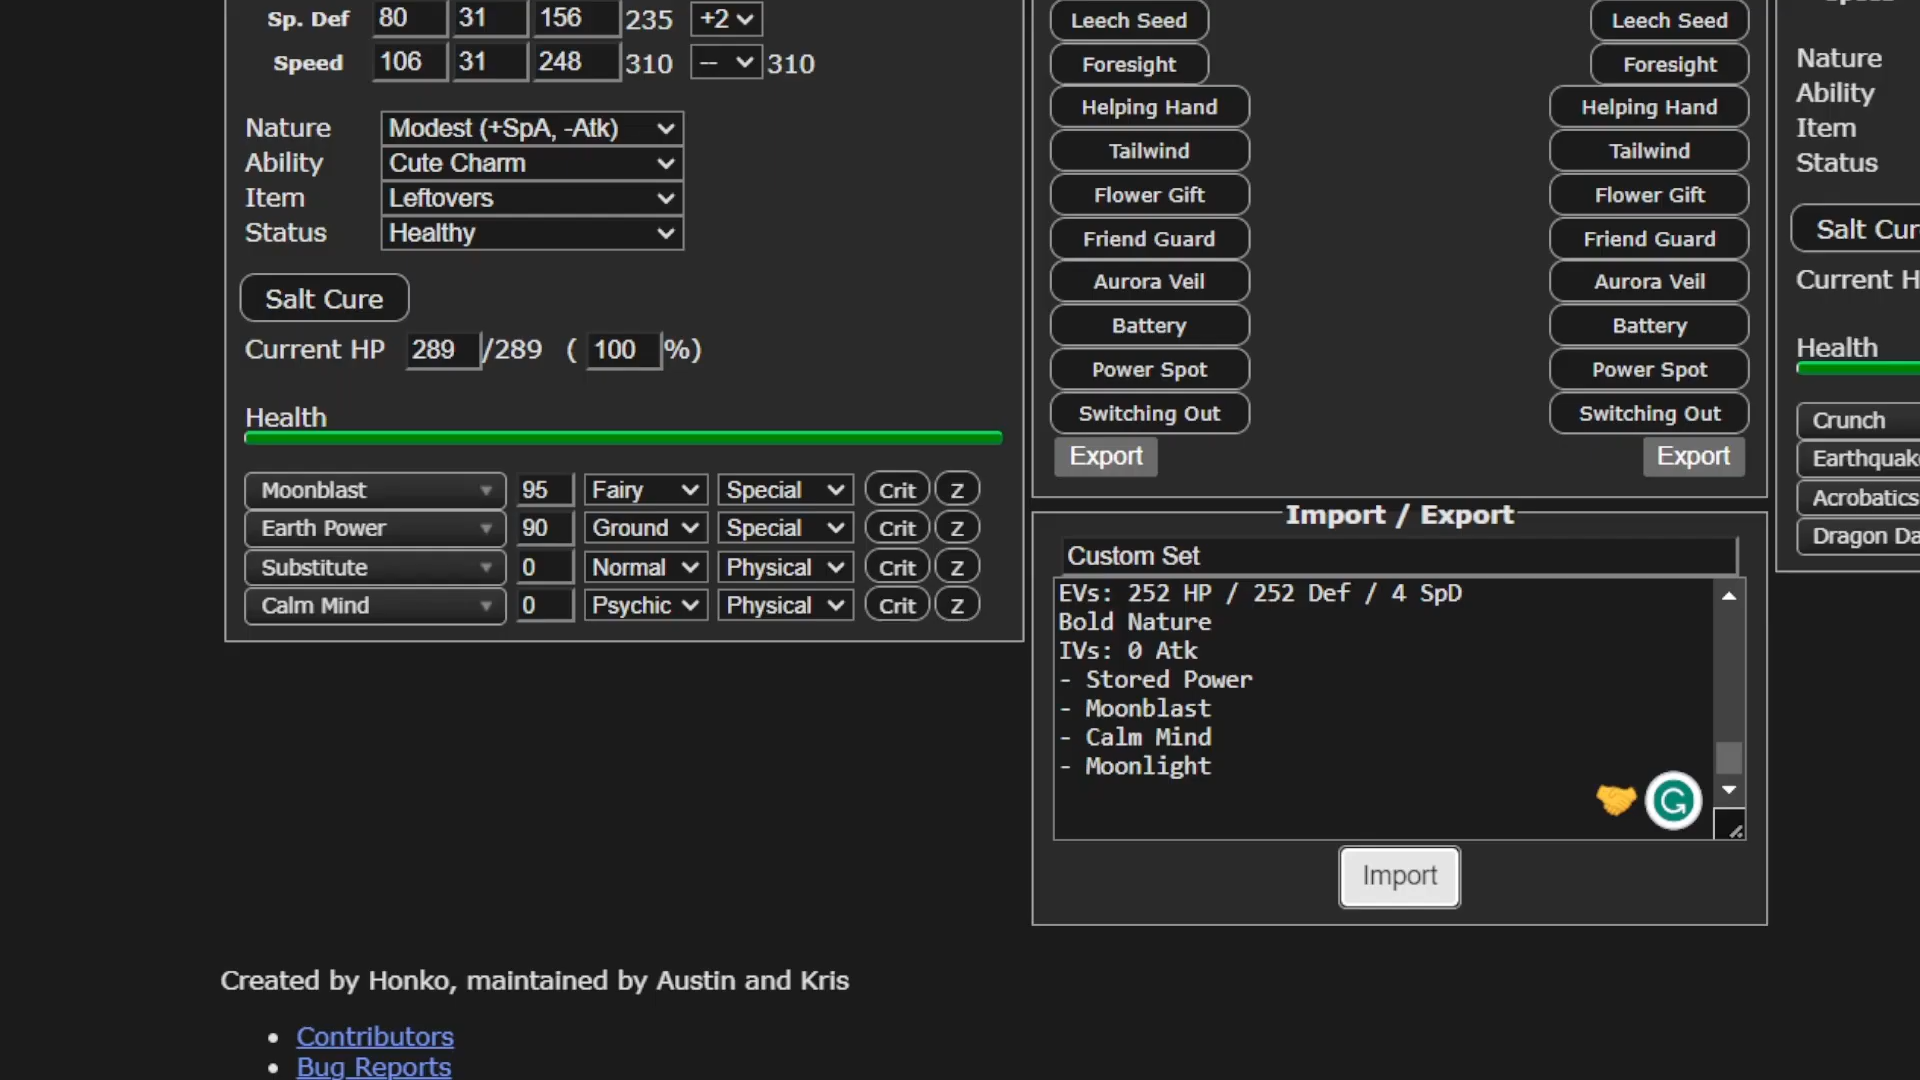 Sp. Def 80 31 156 235 +2
Speed 106 31 248 310 -- 310
Nature Modest (+SpA, -Atk)
Ability Cute Charm
Item Leftovers
Status Healthy
Salt Cure
Current HP 289 /289 ( 100 %)
Health
Moonblast 95 Fairy Special Crit Z
Earth Power 90 Ground Special Crit Z
Substitute 0 Normal Physical Crit Z
Calm Mind 0 Psychic Physical Crit Z
Leech Seed Leech Seed
Foresight Foresight
Helping Hand Helping Hand
Tailwind Tailwind
Flower Gift Flower Gift
Friend Guard Friend Guard
Aurora Veil Aurora Veil
Battery Battery
Power Spot Power Spot
Switching Out Switching Out
Export Export
Import / Export
Custom Set
EVs: 252 HP / 252 Def / 4 SpD
Bold Nature
IVs: 0 Atk
- Stored Power
- Moonblast
- Calm Mind
- Moonlight
Import
Nature
Ability
Item
Status
Salt Cur
Current H
Health
Crunch
Earthquak
Acrobatics
Dragon Da
Created by Honko, maintained by Austin and Kris
• Contributors
• Bug Reports